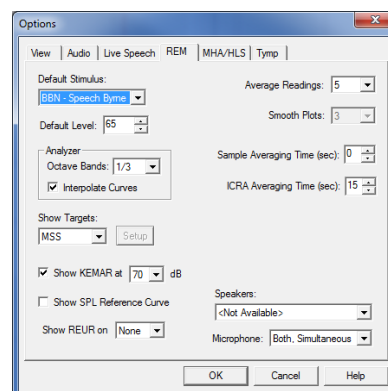 Options
View Audio Live Speech REM MHA/HLS Tymp
Default Stimulus:
BBN - Speech Byrne
Default Level: 65
Analyzer
Octave Bands: 1/3
Interpolate Curves
Show Targets:
MSS Setup
Show KEMAR at 70 dB
Show SPL Reference Curve
Show REUR on None
Average Readings: 5
Smooth Plots: 3
Sample Averaging Time (sec): 0
ICRA Averaging Time (sec): 15
Speakers:
<Not Available>
Microphone: Both, Simultaneous
OK Cancel Help